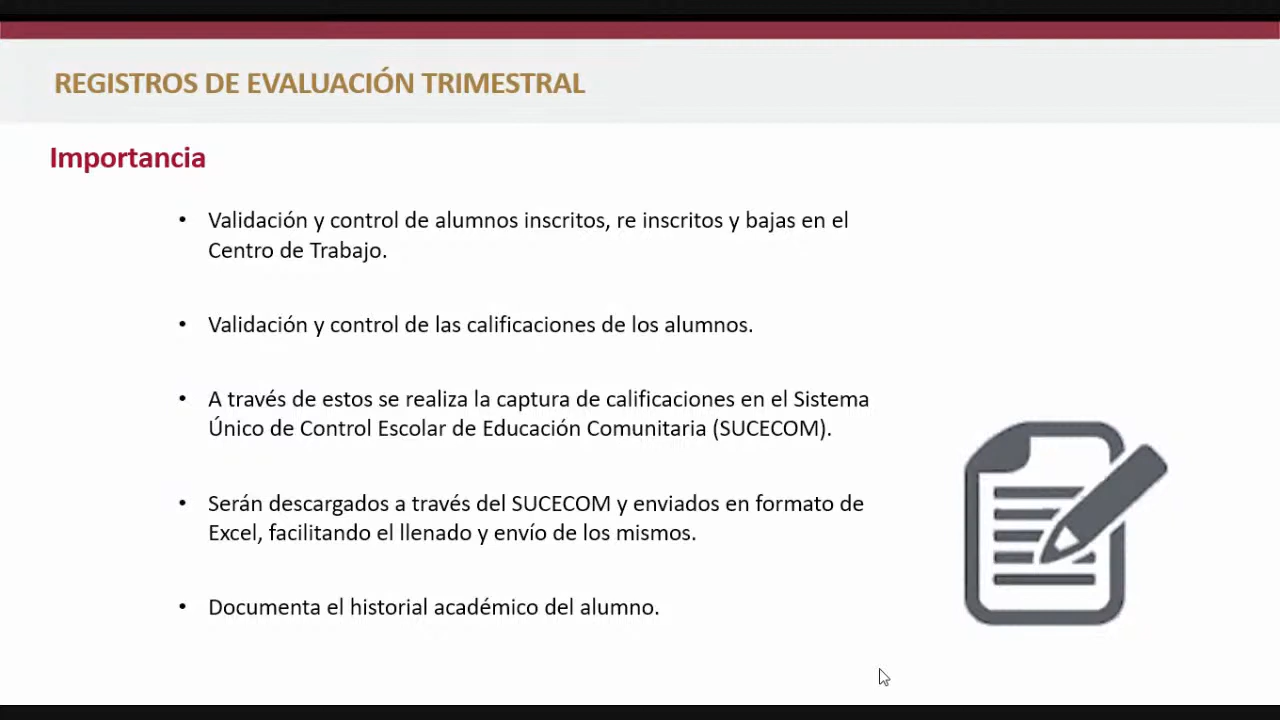 REGISTROS DE EVALUACIÓN TRIMESTRAL
Importancia
• Validación y control de alumnos inscritos, re inscritos y bajas en el
Centro de Trabajo.
• Validación y control de las calificaciones de los alumnos.
• A través de estos se realiza la captura de calificaciones en el Sistema
Único de Control Escolar de Educación Comunitaria (SUCECOM).
• Serán descargados a través del SUCECOM y enviados en formato de
Excel, facilitando el llenado y envío de los mismos.
• Documenta el historial académico del alumno.